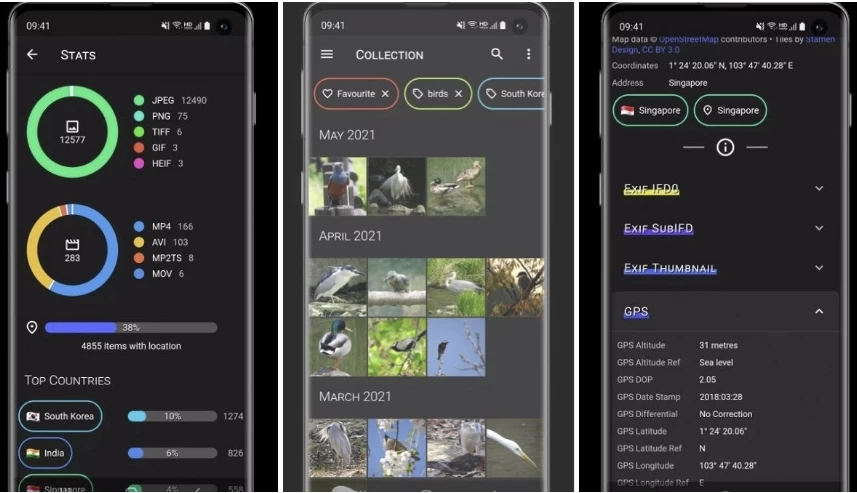 09:41
STATS
JPEG 12490
PNG 75
TIFF 6
GIF 3
HEIF 3
12577
MP4 166
AVI 103
MP2TS 8
MOV 6
283
38%
4855 items with location
TOP COUNTRIES
South Korea 10% 1274
India 6% 826
Singapore 4% 558
09:41
COLLECTION
Favourite
birds
South Kore
MAY 2021
APRIL 2021
MARCH 2021
09:41
Map data © OpenStreetMap contributors • Tiles by Stamen
Design, CC BY 3.0
Coordinates 1° 24' 20.06" N, 103° 47' 40.28" E
Address Singapore
Singapore Singapore
EXIF IFD0
EXIF SUBIFD
EXIF THUMBNAIL
GPS
GPS Altitude 31 metres
GPS Altitude Ref Sea level
GPS DOP 2.05
GPS Date Stamp 2018:03:28
GPS Differential No Correction
GPS Latitude 1° 24' 20.06"
GPS Latitude Ref N
GPS Longitude 103° 47' 40.28"
GPS Longitude Ref E